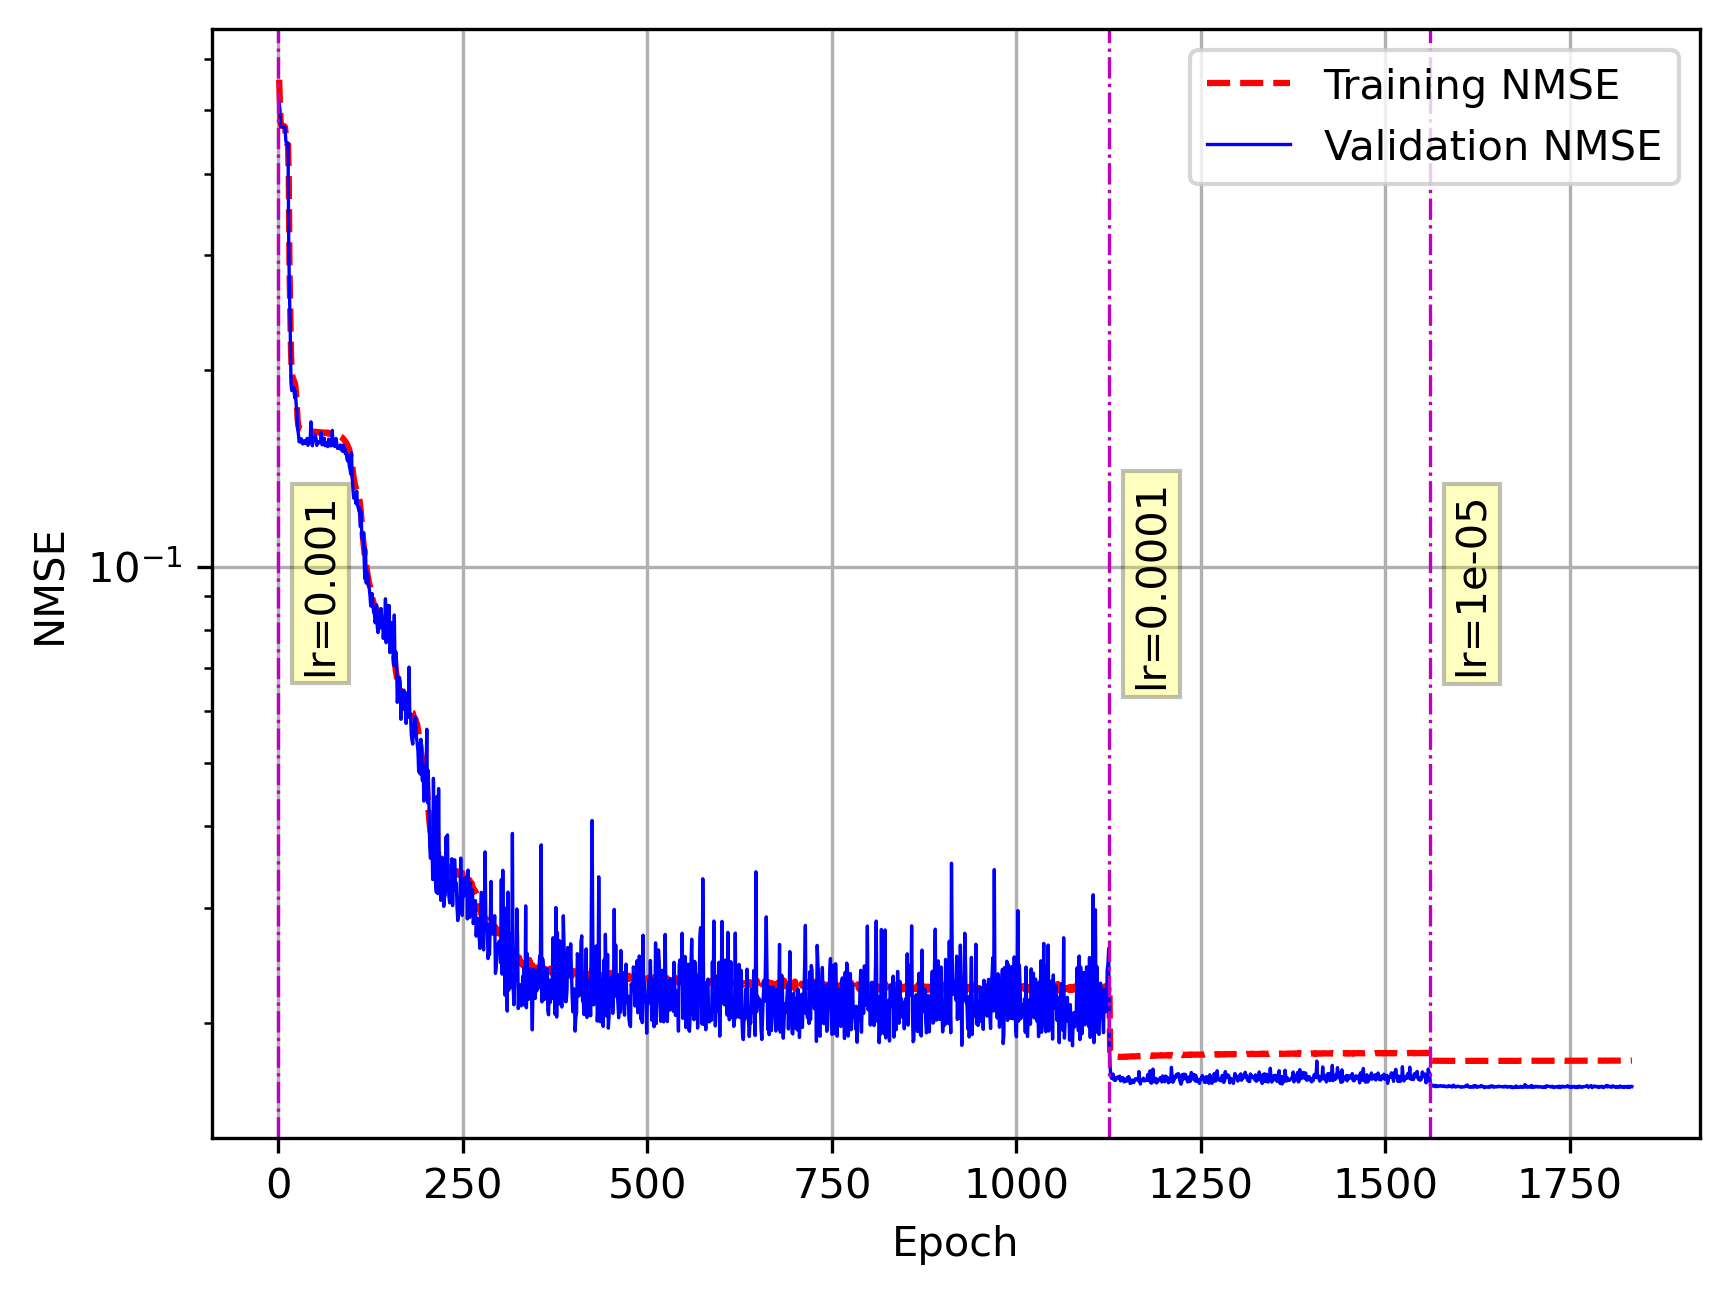 Training NMSE
Validation NMSE
NMSE
10⁻¹
lr=0.001
lr=0.0001
lr=1e-05
0 250 500 750 1000 1250 1500 1750
Epoch